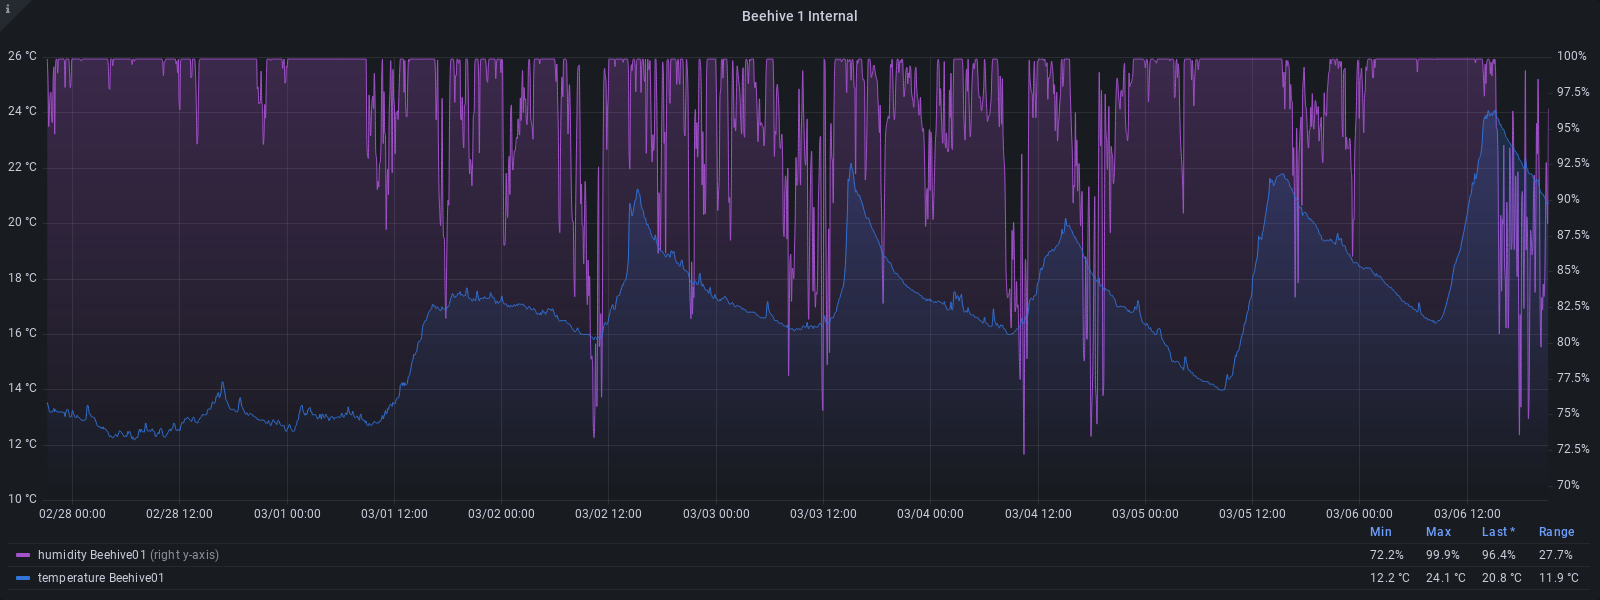 i
Beehive 1 Internal
26 °C 100%
24 °C 97.5%
22 °C 95%
20 °C 92.5%
18 °C 90%
16 °C 87.5%
14 °C 85%
12 °C 82.5%
10 °C 80%
77.5%
75%
72.5%
70%
02/28 00:00 02/28 12:00 03/01 00:00 03/01 12:00 03/02 00:00 03/02 12:00 03/03 00:00 03/03 12:00 03/04 00:00 03/04 12:00 03/05 00:00 03/05 12:00 03/06 00:00 03/06 12:00
Min Max Last * Range
humidity Beehive01 (right y-axis) 72.2% 99.9% 96.4% 27.7%
temperature Beehive01 12.2 °C 24.1 °C 20.8 °C 11.9 °C